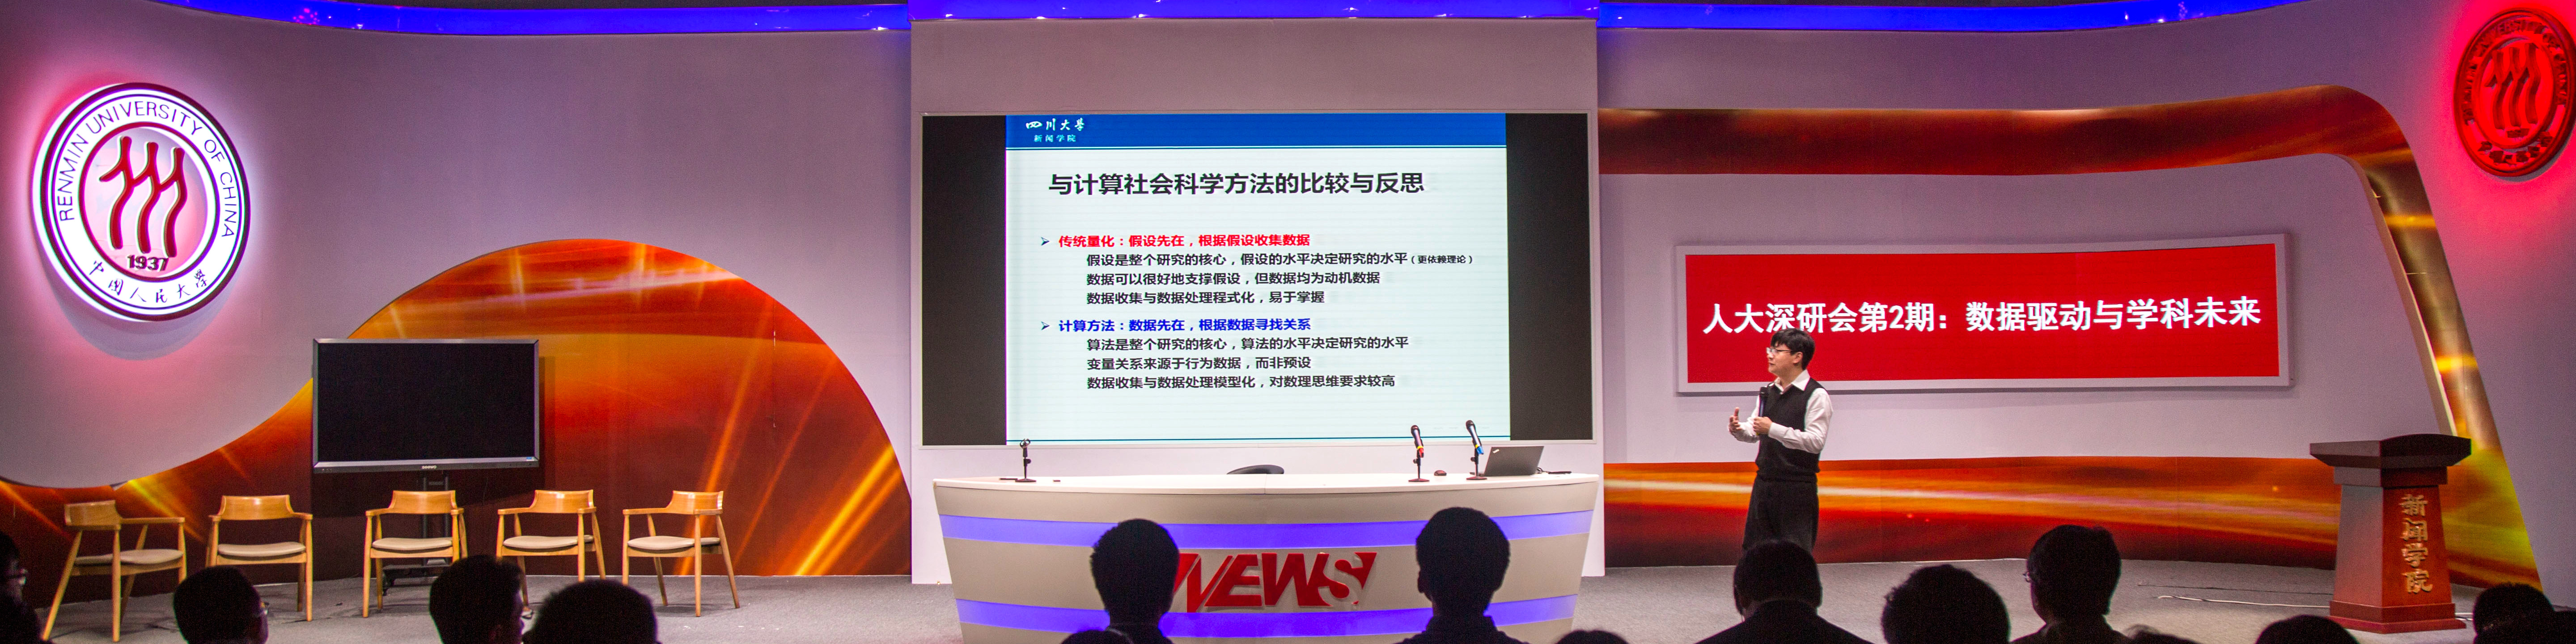 RENMIN UNIVERSITY OF CHINA
1937
中国人民大学
四川大学
新闻学院
与计算社会科学方法的比较与反思
传统量化：假设先在，根据假设收集数据
假设是整个研究的核心，假设的水平决定研究的水平（更依赖理论）
数据可以很好地支撑假设，但数据均为动机数据
数据收集与数据处理程式化，易于掌握
计算方法：数据先在，根据数据寻找关系
算法是整个研究的核心，算法的水平决定研究的水平
变量关系来源于行为数据，而非预设
数据收集与数据处理模型化，对数理思维要求较高
人大深研会第2期：数据驱动与学科未来
NEWS
新闻学院